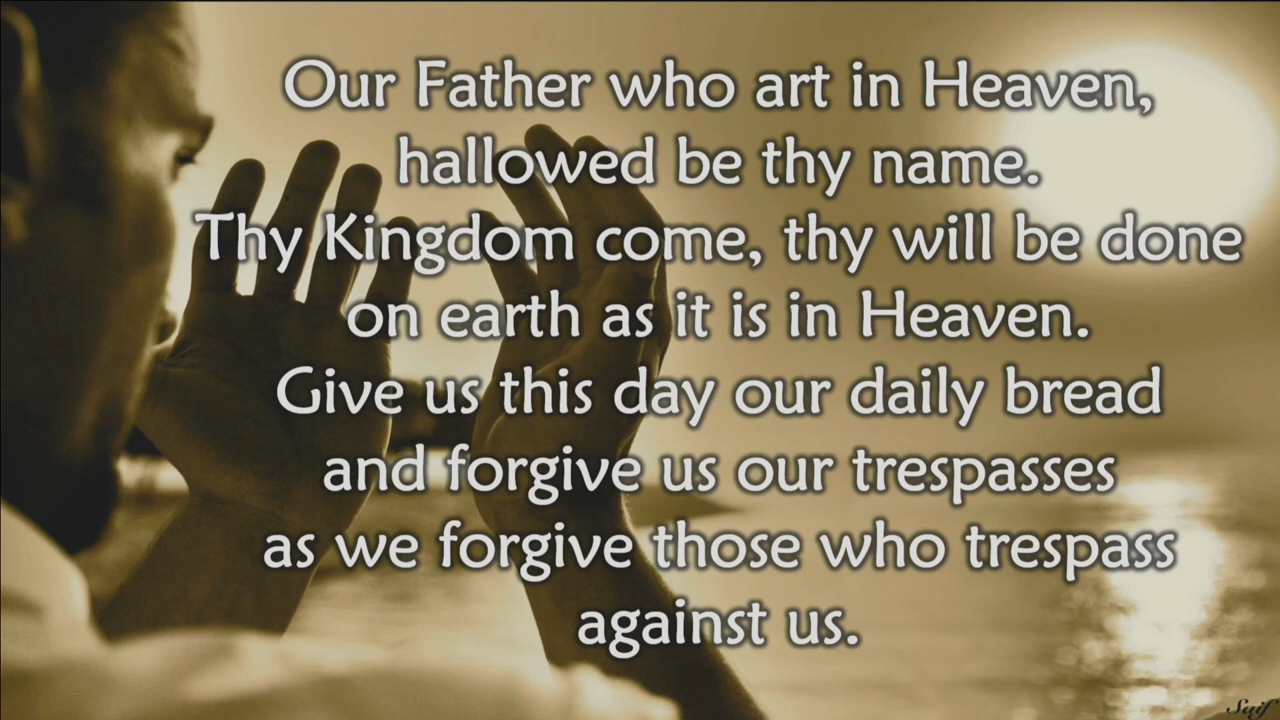 Our Father who art in Heaven,
hallowed be thy name.
Thy Kingdom come, thy will be done
on earth as it is in Heaven.
Give us this day our daily bread
and forgive us our trespasses
as we forgive those who trespass
against us.
Saif